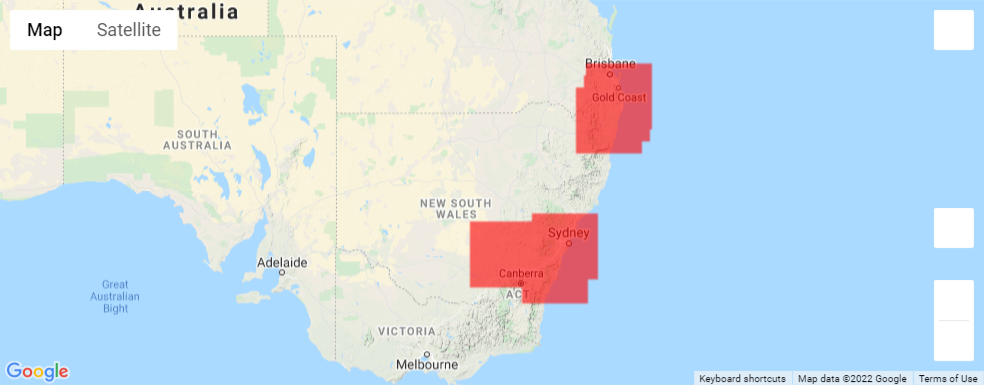 Australia
Map
Satellite
Brisbane
Gold Coast
SOUTH
AUSTRALIA
NEW SOUTH
WALES
Sydney
Adelaide
Canberra
ACT
Great
Australian
Bight
VICTORIA
Melbourne
Google
Keyboard shortcuts
Map data ©2022 Google
Terms of Use